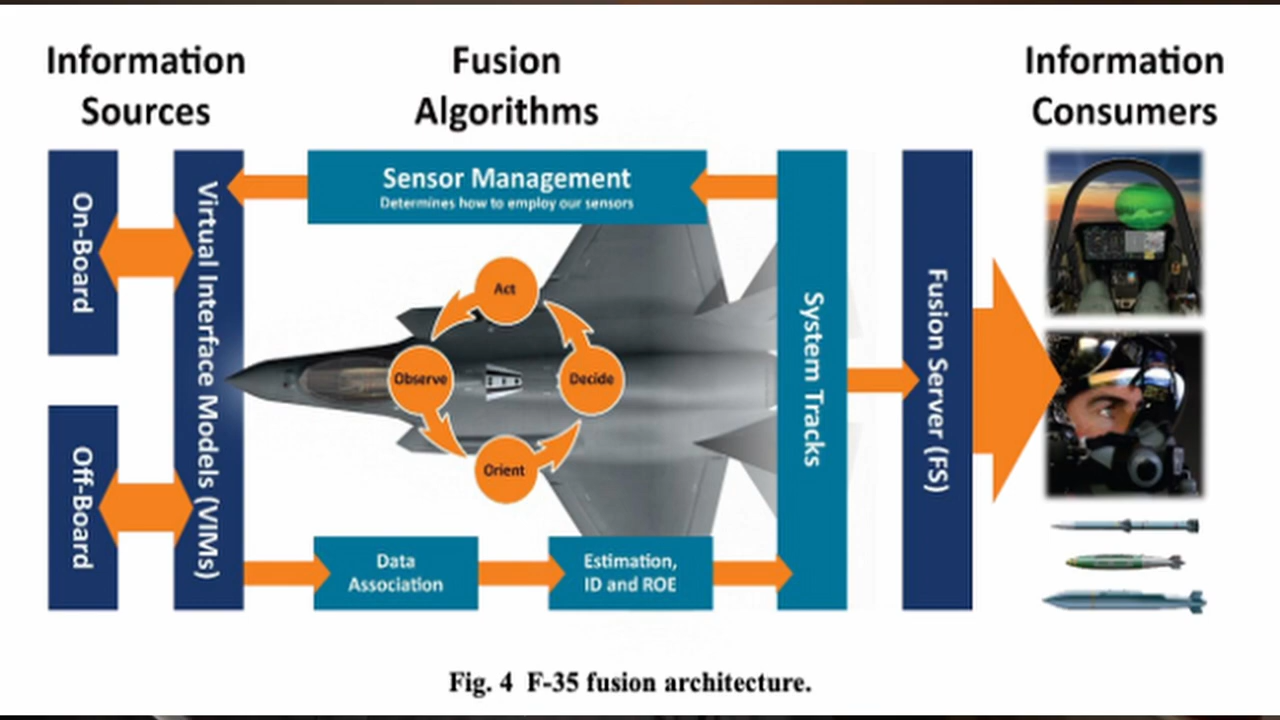 Information
Sources
Fusion
Algorithms
Information
Consumers
On-Board
Off-Board
Virtual Interface Models (VIMs)
Sensor Management
Determines how to employ our sensors
Act
Observe
Decide
Orient
Data
Association
Estimation,
ID and ROE
System Tracks
Fusion Server (FS)
Fig. 4 F-35 fusion architecture.